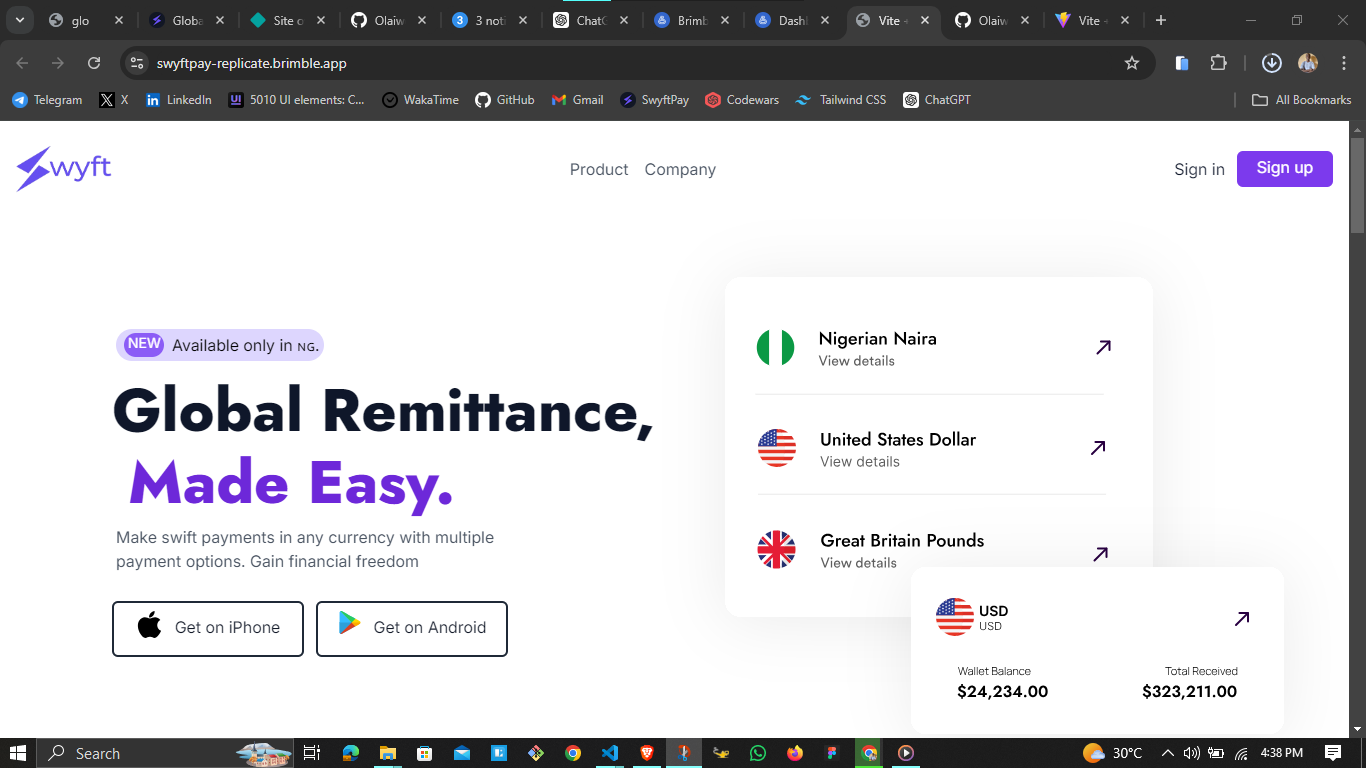 glo
Globa
Site o
Olaiw
3 noti
ChatG
Brimb
Dashl
Vite +
Olaiw
Vite +
swyftpay-replicate.brimble.app
Telegram
X
LinkedIn
5010 UI elements: C...
WakaTime
GitHub
Gmail
SwyftPay
Codewars
Tailwind CSS
ChatGPT
All Bookmarks
Swyft
Product
Company
Sign in
Sign up
NEW Available only in NG.
Global Remittance,
Made Easy.
Make swift payments in any currency with multiple
payment options. Gain financial freedom
Get on iPhone
Get on Android
Nigerian Naira
View details
United States Dollar
View details
Great Britain Pounds
View details
USD
USD
Wallet Balance
Total Received
$24,234.00
$323,211.00
Search
30°C
4:38 PM